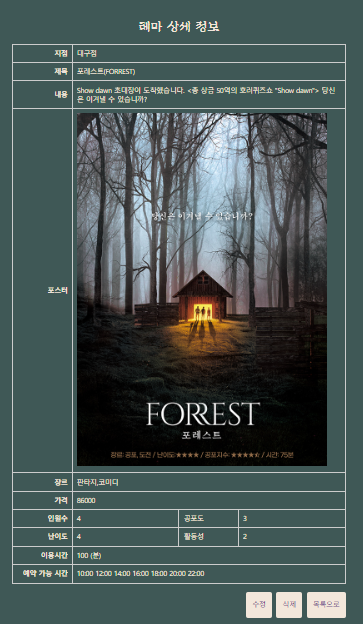 테마 상세 정보
지점 대구점
제목 포레스트(FORREST)
내용 Show dawn 초대장이 도착했습니다. <총 상금 50억의 호러퀴즈쇼 "Show dawn"> 당신
은 이겨낼 수 있습니까?
포스터
당신은 이겨낼 수 있습니까?
FORREST
포레스트
장르: 공포, 도전 / 난이도:★★★★ / 공포지수: ★★★★⯪ / 시간: 75분
장르 판타지,코미디
가격 86000
인원수 4 공포도 3
난이도 4 활동성 2
이용시간 100 (분)
예약 가능 시간 10:00 12:00 14:00 16:00 18:00 20:00 22:00
수정 삭제 목록으로